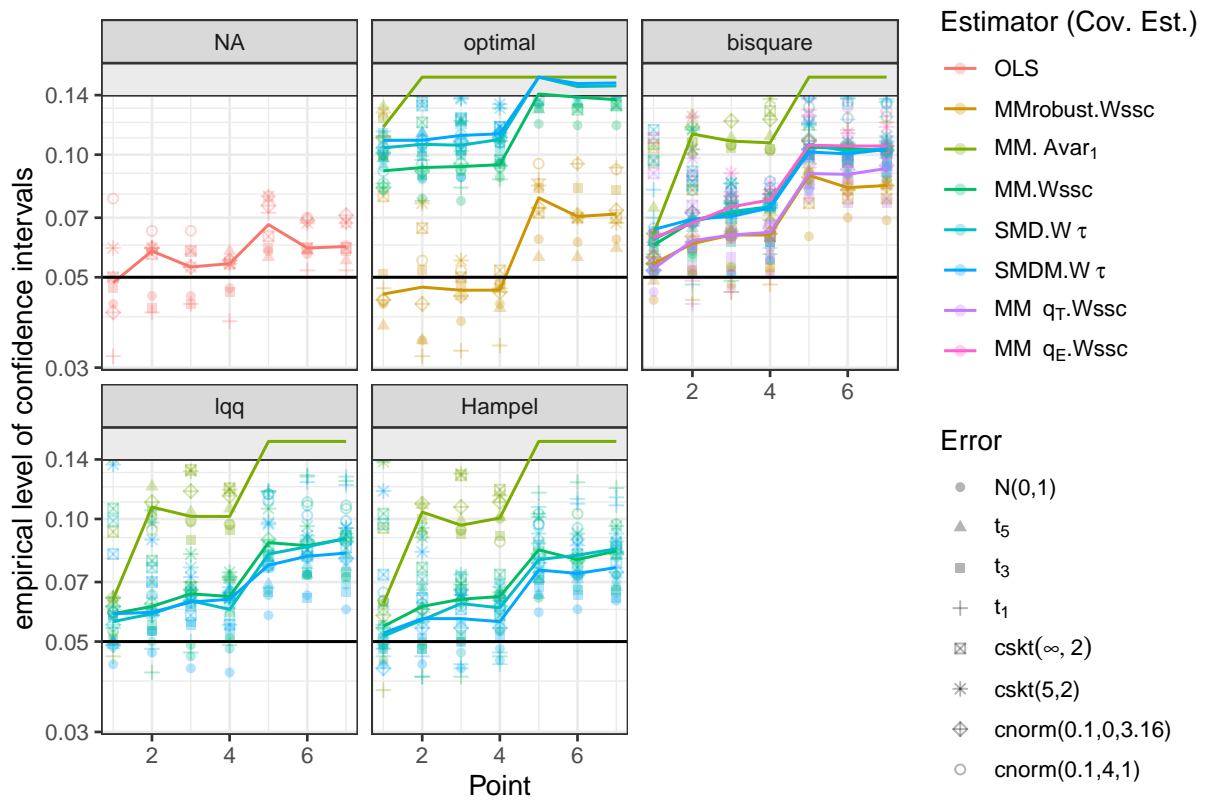 NA
optimal
bisquare
0.14
0.10
0.07
0.05
0.03
2
4
6
lqq
Hampel
0.14
0.10
0.07
0.05
0.03
2
4
6
2
4
6
Point
empirical level of confidence intervals
Estimator (Cov. Est.)
OLS
MMrobust.Wssc
MM. Avar₁
MM.Wssc
SMD.W τ
SMDM.W τ
MM q_T.Wssc
MM q_E.Wssc
Error
N(0,1)
t₅
t₃
t₁
cskt(∞, 2)
cskt(5,2)
cnorm(0.1,0,3.16)
cnorm(0.1,4,1)